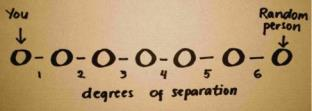 You
Random
person
1 2 3 4 5 6
degrees of separation